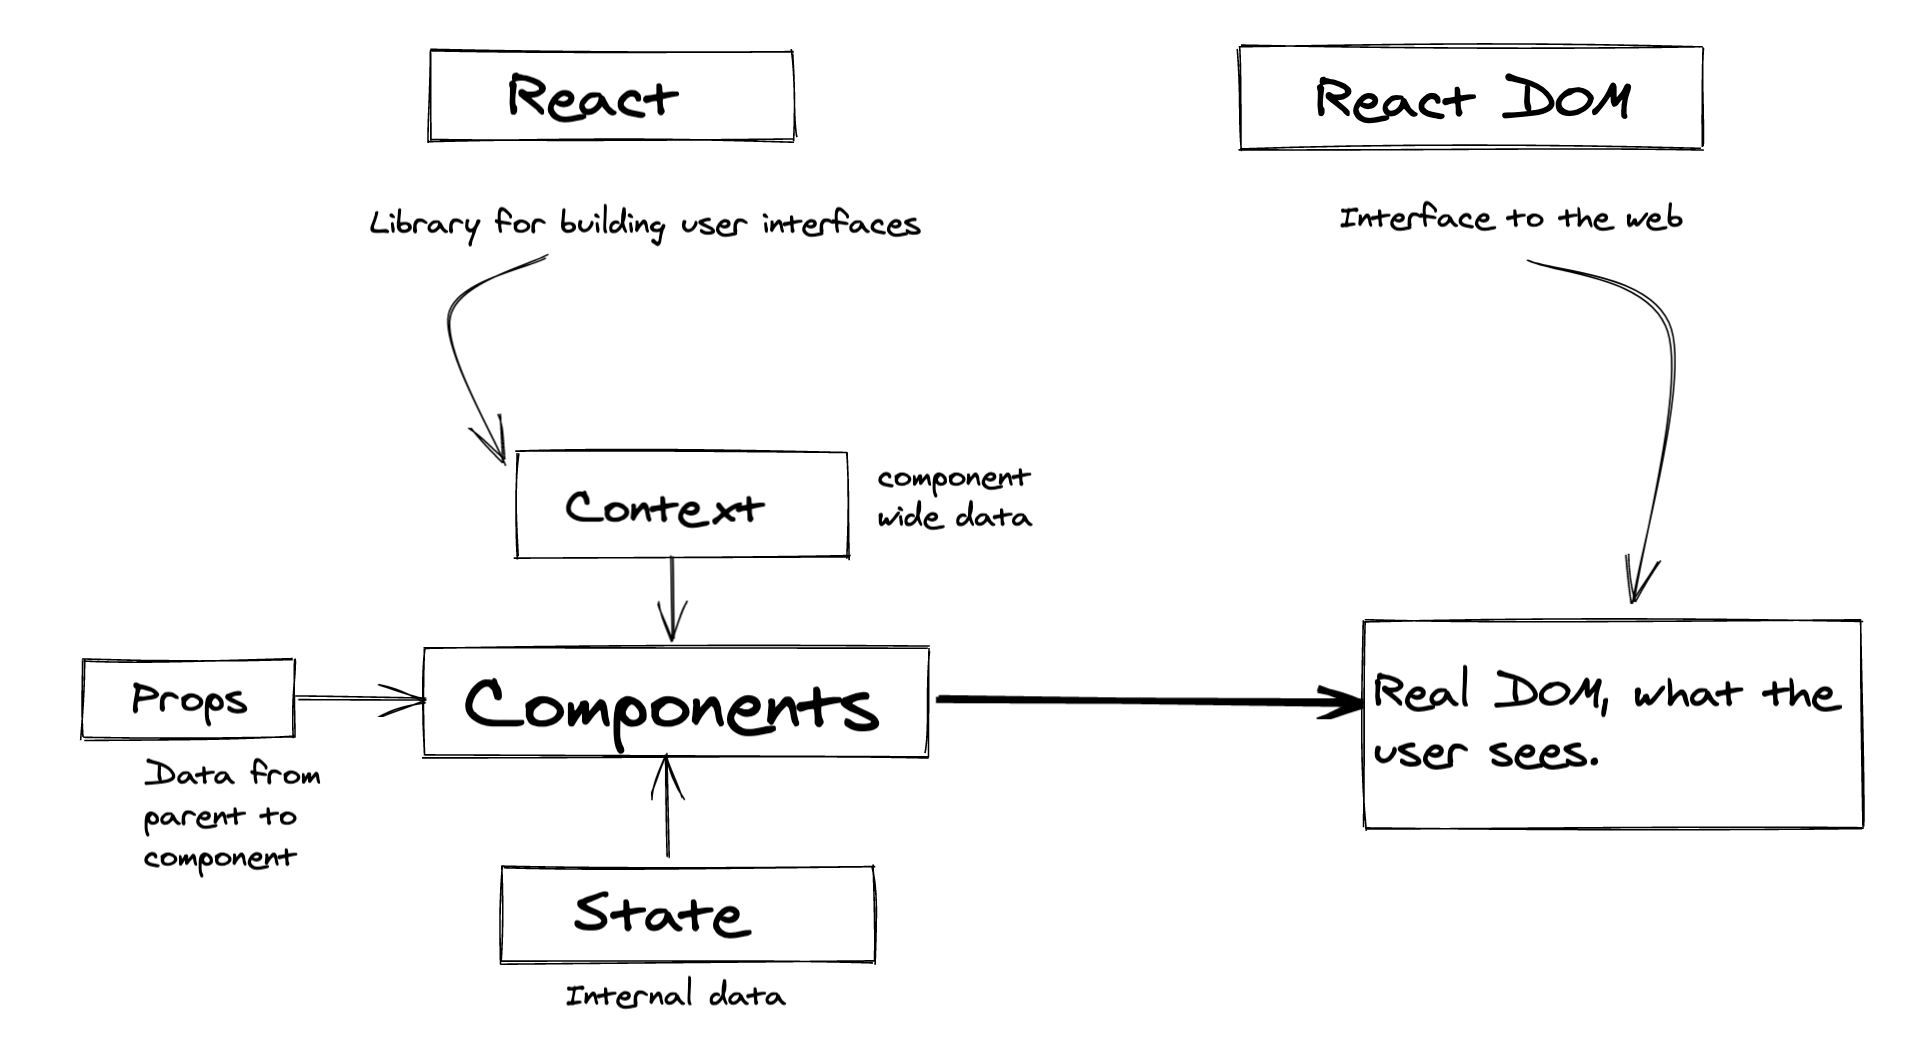 React
React DOM
Library for building user interfaces
Interface to the web
Context
component
wide data
Props
Components
Real DOM, what the
user sees.
Data from
parent to
component
State
Internal data